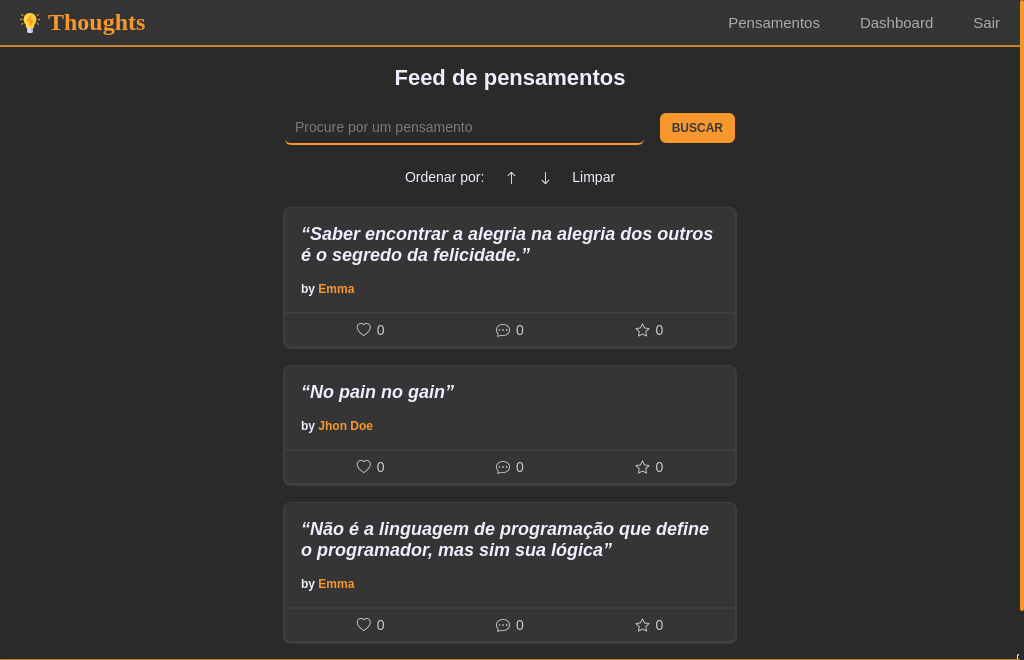 Thoughts
Pensamentos Dashboard Sair
Feed de pensamentos
Procure por um pensamento BUSCAR
Ordenar por: ↑ ↓ Limpar
“Saber encontrar a alegria na alegria dos outros
é o segredo da felicidade.”
by Emma
0 0 0
“No pain no gain”
by Jhon Doe
0 0 0
“Não é a linguagem de programação que define
o programador, mas sim sua lógica”
by Emma
0 0 0